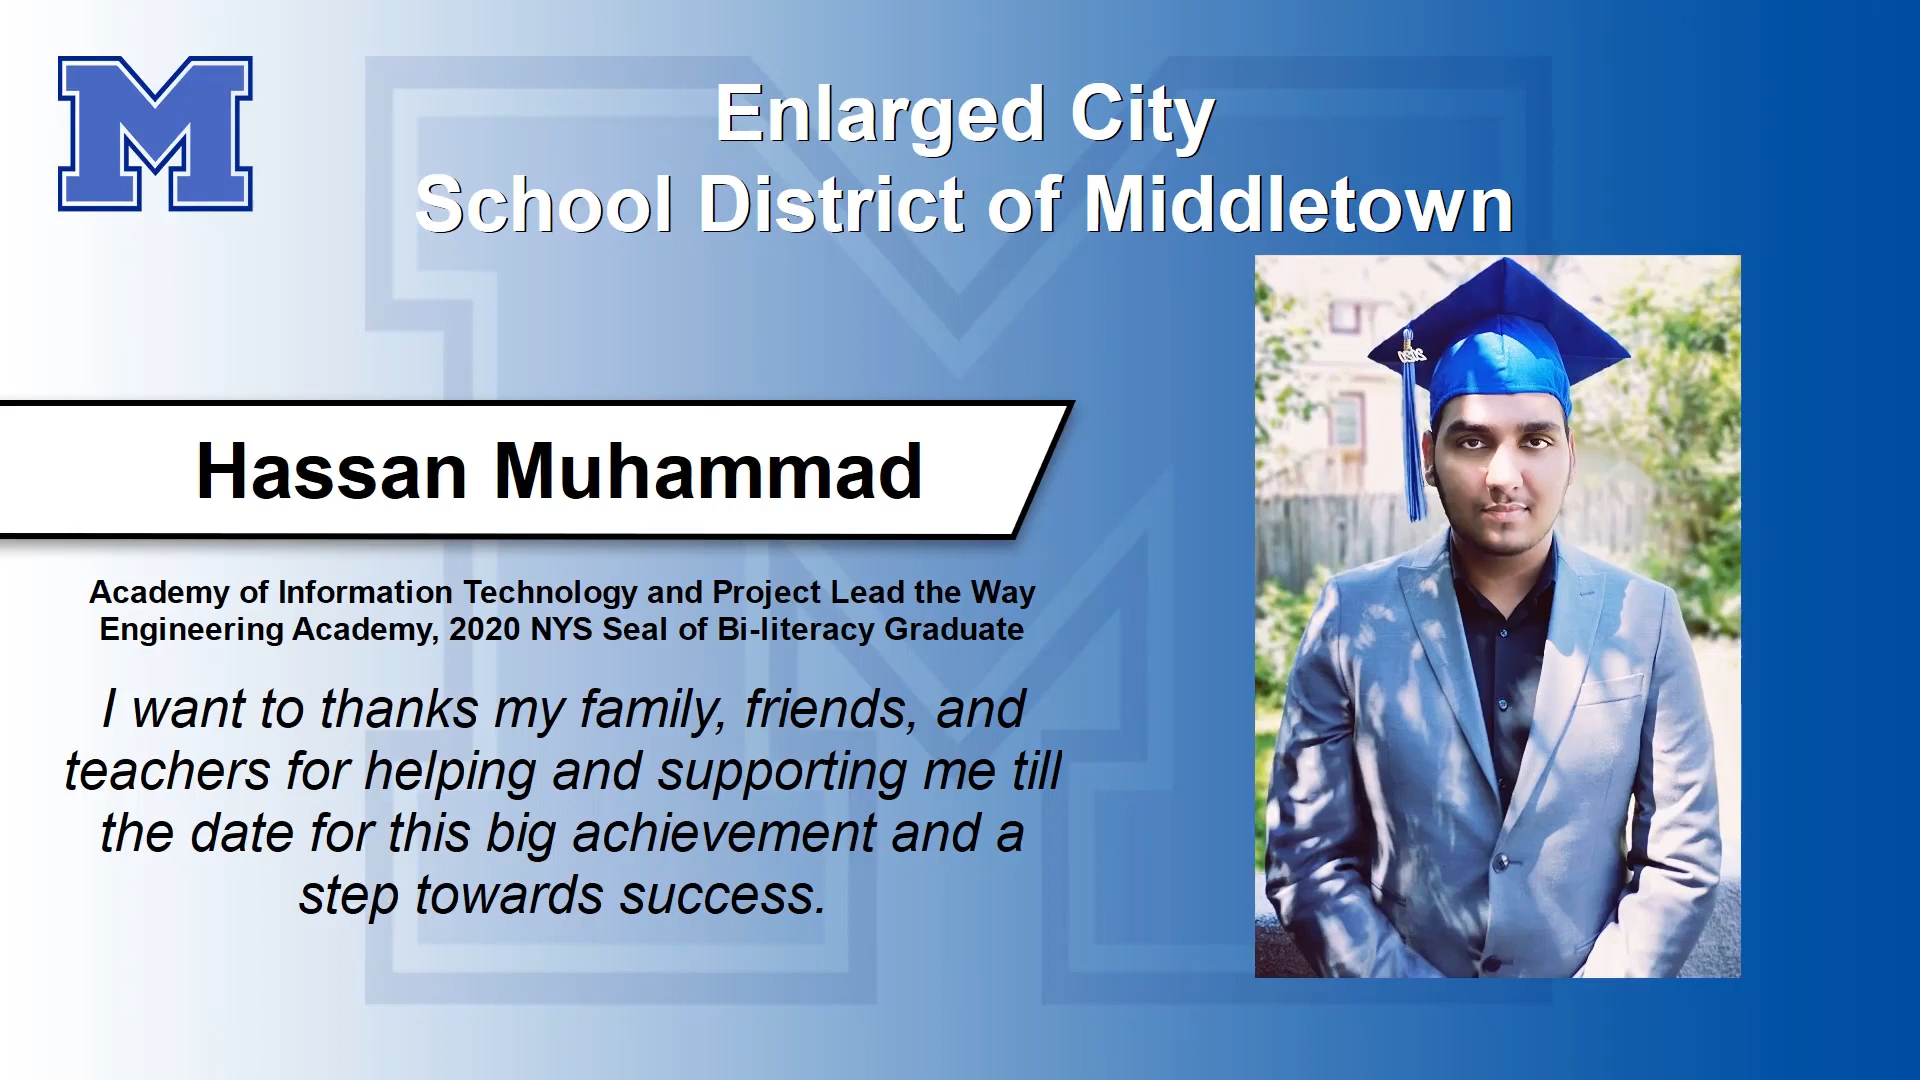 M
Enlarged City
School District of Middletown
Hassan Muhammad
Academy of Information Technology and Project Lead the Way
Engineering Academy, 2020 NYS Seal of Bi-literacy Graduate
I want to thanks my family, friends, and
teachers for helping and supporting me till
the date for this big achievement and a
step towards success.
2020